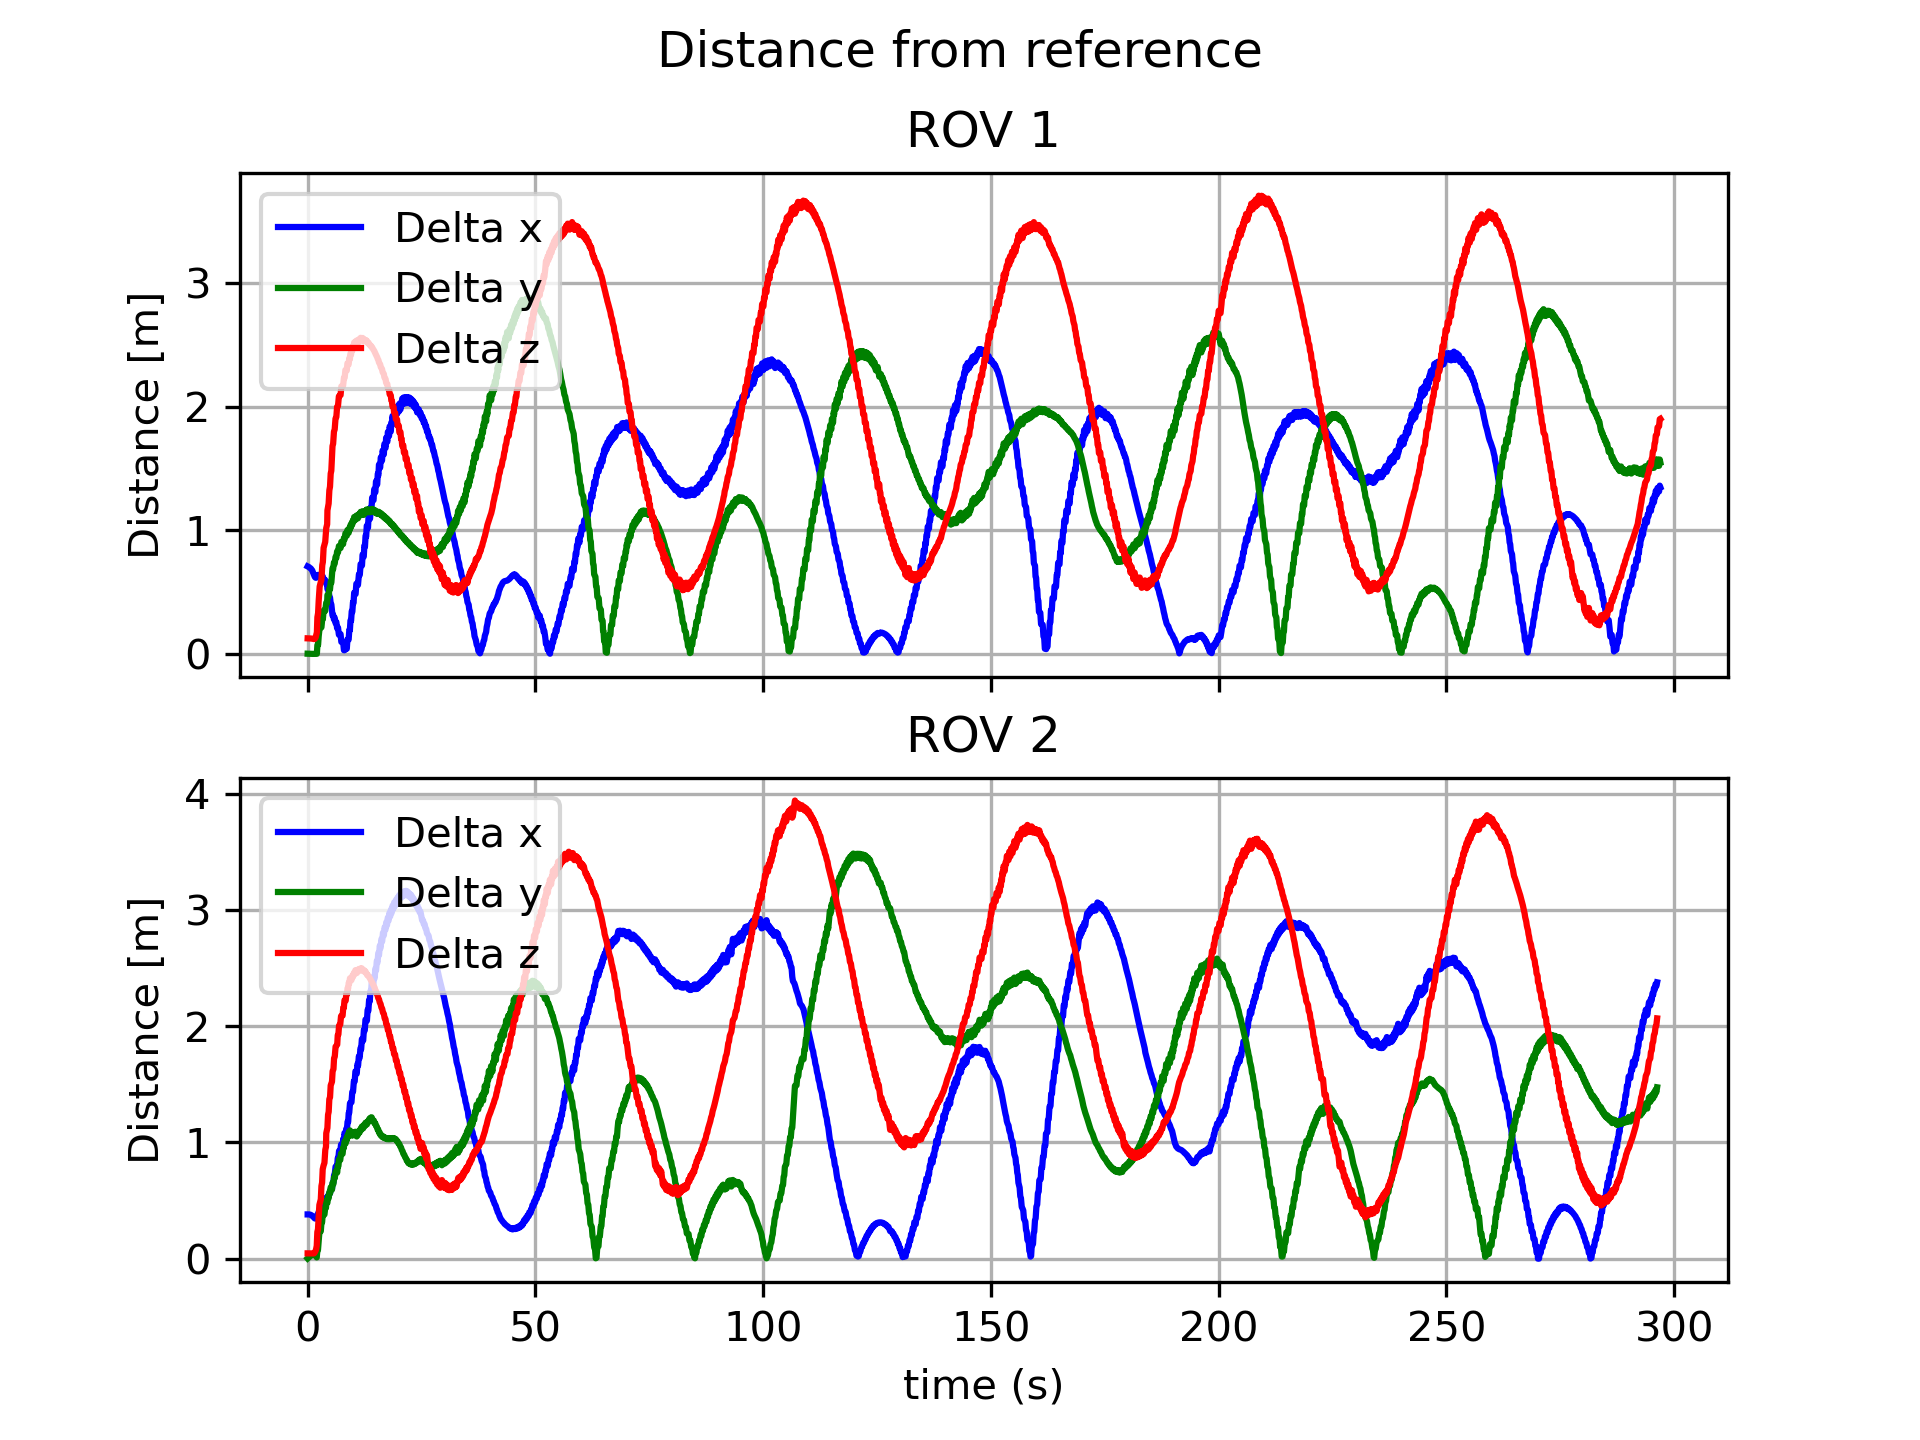 Distance from reference
ROV 1
Distance [m]
3
2
1
0
Delta x
Delta y
Delta z
ROV 2
Distance [m]
4
3
2
1
0
Delta x
Delta y
Delta z
0 50 100 150 200 250 300
time (s)